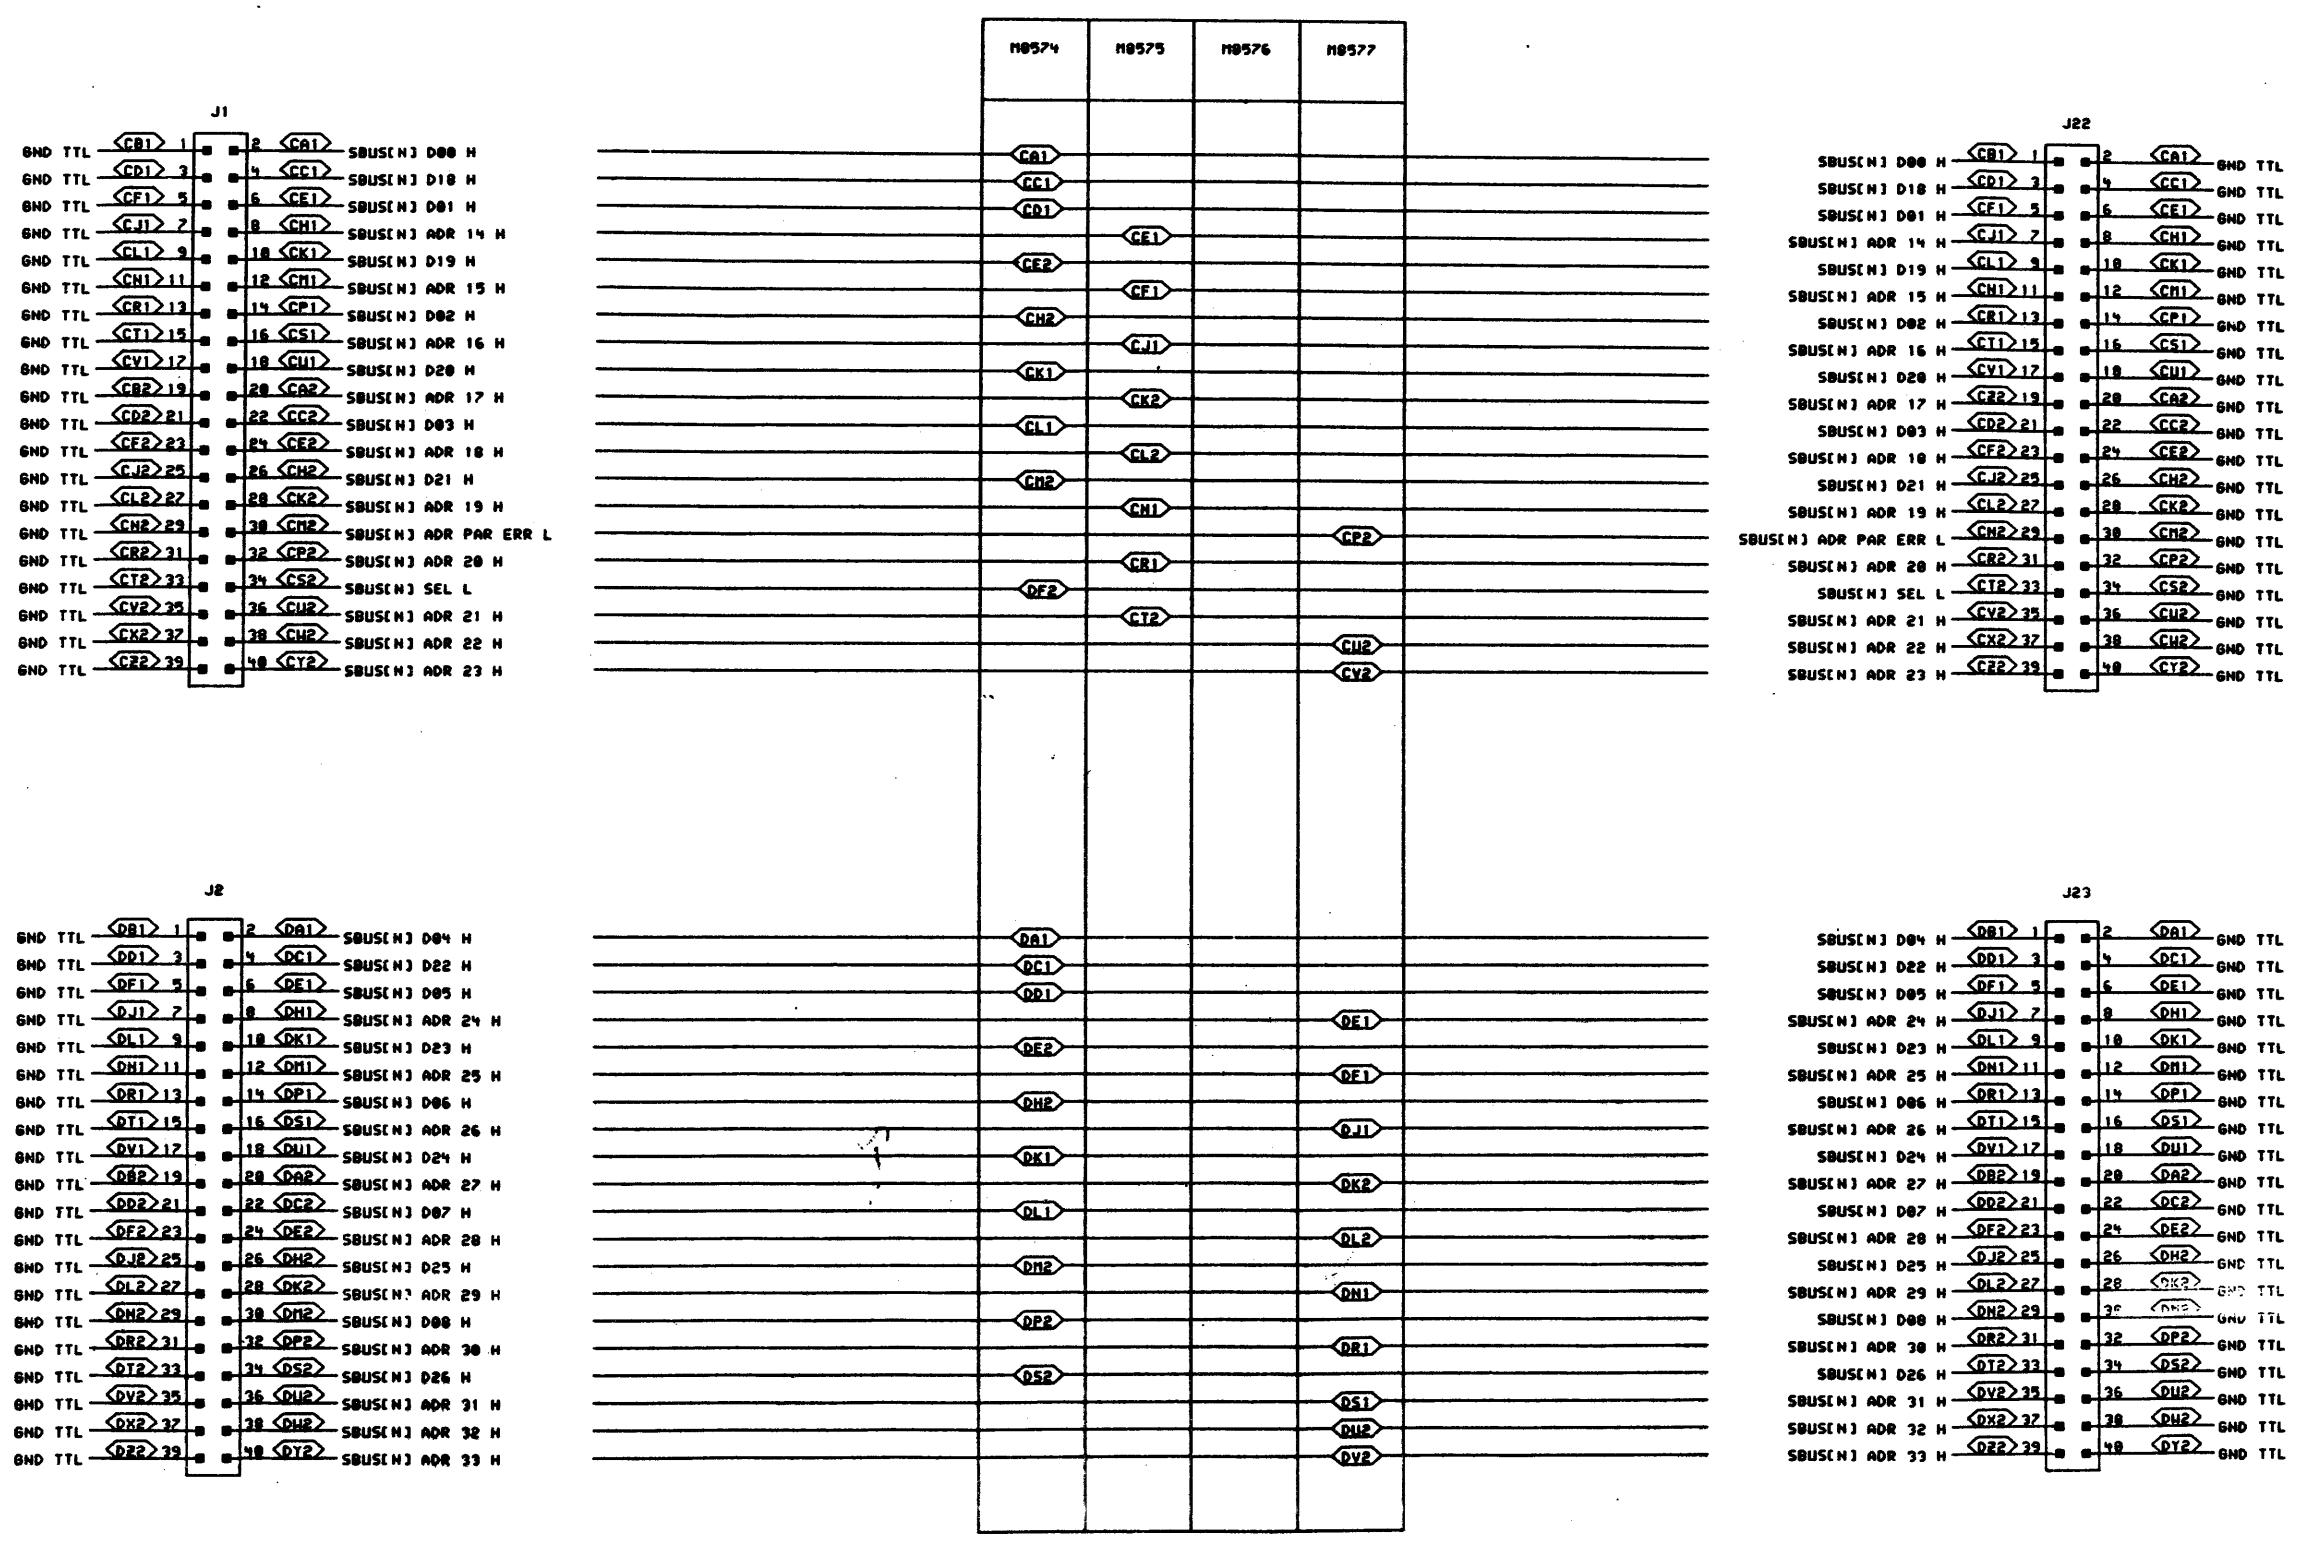 M8574 M8575 M8576 M8577
J1
J22
GND TTL CB1 1 2 CA1 SBUS[N] D00 H CA1 SBUS[N] D00 H CB1 1 2 CA1 GND TTL
GND TTL CD1 3 4 CC1 SBUS[N] D18 H CC1 SBUS[N] D18 H CD1 3 4 CC1 GND TTL
GND TTL CF1 5 6 CE1 SBUS[N] D01 H CD1 SBUS[N] D01 H CF1 5 6 CE1 GND TTL
GND TTL CJ1 7 8 CH1 SBUS[N] ADR 14 H CE1 SBUS[N] ADR 14 H CJ1 7 8 CH1 GND TTL
GND TTL CL1 9 10 CK1 SBUS[N] D19 H CE2 SBUS[N] D19 H CL1 9 10 CK1 GND TTL
GND TTL CN1 11 12 CM1 SBUS[N] ADR 15 H CF1 SBUS[N] ADR 15 H CN1 11 12 CM1 GND TTL
GND TTL CR1 13 14 CP1 SBUS[N] D02 H CH2 SBUS[N] D02 H CR1 13 14 CP1 GND TTL
GND TTL CT1 15 16 CS1 SBUS[N] ADR 16 H CJ1 SBUS[N] ADR 16 H CT1 15 16 CS1 GND TTL
GND TTL CV1 17 18 CU1 SBUS[N] D20 H CK1 SBUS[N] D20 H CV1 17 18 CU1 GND TTL
GND TTL CB2 19 20 CA2 SBUS[N] ADR 17 H CK2 SBUS[N] ADR 17 H CZ2 19 20 CA2 GND TTL
GND TTL CD2 21 22 CC2 SBUS[N] D03 H CL1 SBUS[N] D03 H CD2 21 22 CC2 GND TTL
GND TTL CF2 23 24 CE2 SBUS[N] ADR 18 H CL2 SBUS[N] ADR 18 H CF2 23 24 CE2 GND TTL
GND TTL CJ2 25 26 CH2 SBUS[N] D21 H CM2 SBUS[N] D21 H CJ2 25 26 CH2 GND TTL
GND TTL CL2 27 28 CK2 SBUS[N] ADR 19 H CN1 SBUS[N] ADR 19 H CL2 27 28 CK2 GND TTL
GND TTL CN2 29 30 CM2 SBUS[N] ADR PAR ERR L CP2 SBUS[N] ADR PAR ERR L CN2 29 30 CM2 GND TTL
GND TTL CR2 31 32 CP2 SBUS[N] ADR 20 H CR1 SBUS[N] ADR 20 H CR2 31 32 CP2 GND TTL
GND TTL CT2 33 34 CS2 SBUS[N] SEL L DF2 SBUS[N] SEL L CT2 33 34 CS2 GND TTL
GND TTL CV2 35 36 CU2 SBUS[N] ADR 21 H CT2 SBUS[N] ADR 21 H CV2 35 36 CU2 GND TTL
GND TTL CX2 37 38 CW2 SBUS[N] ADR 22 H CU2 SBUS[N] ADR 22 H CX2 37 38 CW2 GND TTL
GND TTL CZ2 39 40 CY2 SBUS[N] ADR 23 H CV2 SBUS[N] ADR 23 H CZ2 39 40 CY2 GND TTL
J2
J23
GND TTL DB1 1 2 DA1 SBUS[N] D04 H DA1 SBUS[N] D04 H DB1 1 2 DA1 GND TTL
GND TTL DD1 3 4 DC1 SBUS[N] D22 H DC1 SBUS[N] D22 H DD1 3 4 DC1 GND TTL
GND TTL DF1 5 6 DE1 SBUS[N] D05 H DD1 SBUS[N] D05 H DF1 5 6 DE1 GND TTL
GND TTL DJ1 7 8 DH1 SBUS[N] ADR 24 H DE1 SBUS[N] ADR 24 H DJ1 7 8 DH1 GND TTL
GND TTL DL1 9 10 DK1 SBUS[N] D23 H DE2 SBUS[N] D23 H DL1 9 10 DK1 GND TTL
GND TTL DN1 11 12 DM1 SBUS[N] ADR 25 H DF1 SBUS[N] ADR 25 H DN1 11 12 DM1 GND TTL
GND TTL DR1 13 14 DP1 SBUS[N] D06 H DH2 SBUS[N] D06 H DR1 13 14 DP1 GND TTL
GND TTL DT1 15 16 DS1 SBUS[N] ADR 26 H DJ1 SBUS[N] ADR 26 H DT1 15 16 DS1 GND TTL
GND TTL DV1 17 18 DU1 SBUS[N] D24 H DK1 SBUS[N] D24 H DV1 17 18 DU1 GND TTL
GND TTL DB2 19 20 DA2 SBUS[N] ADR 27 H DK2 SBUS[N] ADR 27 H DB2 19 20 DA2 GND TTL
GND TTL DD2 21 22 DC2 SBUS[N] D07 H DL1 SBUS[N] D07 H DD2 21 22 DC2 GND TTL
GND TTL DF2 23 24 DE2 SBUS[N] ADR 28 H DL2 SBUS[N] ADR 28 H DF2 23 24 DE2 GND TTL
GND TTL DJ2 25 26 DH2 SBUS[N] D25 H DM2 SBUS[N] D25 H DJ2 25 26 DH2 GND TTL
GND TTL DL2 27 28 DK2 SBUS[N] ADR 29 H DN1 SBUS[N] ADR 29 H DL2 27 28 DK2 GND TTL
GND TTL DN2 29 30 DM2 SBUS[N] D08 H DP2 SBUS[N] D08 H DN2 29 GND TTL
GND TTL DR2 31 32 DP2 SBUS[N] ADR 30 H DR1 SBUS[N] ADR 30 H DR2 31 32 DP2 GND TTL
GND TTL DT2 33 34 DS2 SBUS[N] D26 H DS2 SBUS[N] D26 H DT2 33 34 DS2 GND TTL
GND TTL DV2 35 36 DU2 SBUS[N] ADR 31 H DS1 SBUS[N] ADR 31 H DV2 35 36 DU2 GND TTL
GND TTL DX2 37 38 DW2 SBUS[N] ADR 32 H DU2 SBUS[N] ADR 32 H DX2 37 38 DW2 GND TTL
GND TTL DZ2 39 40 DY2 SBUS[N] ADR 33 H DV2 SBUS[N] ADR 33 H DZ2 39 40 DY2 GND TTL